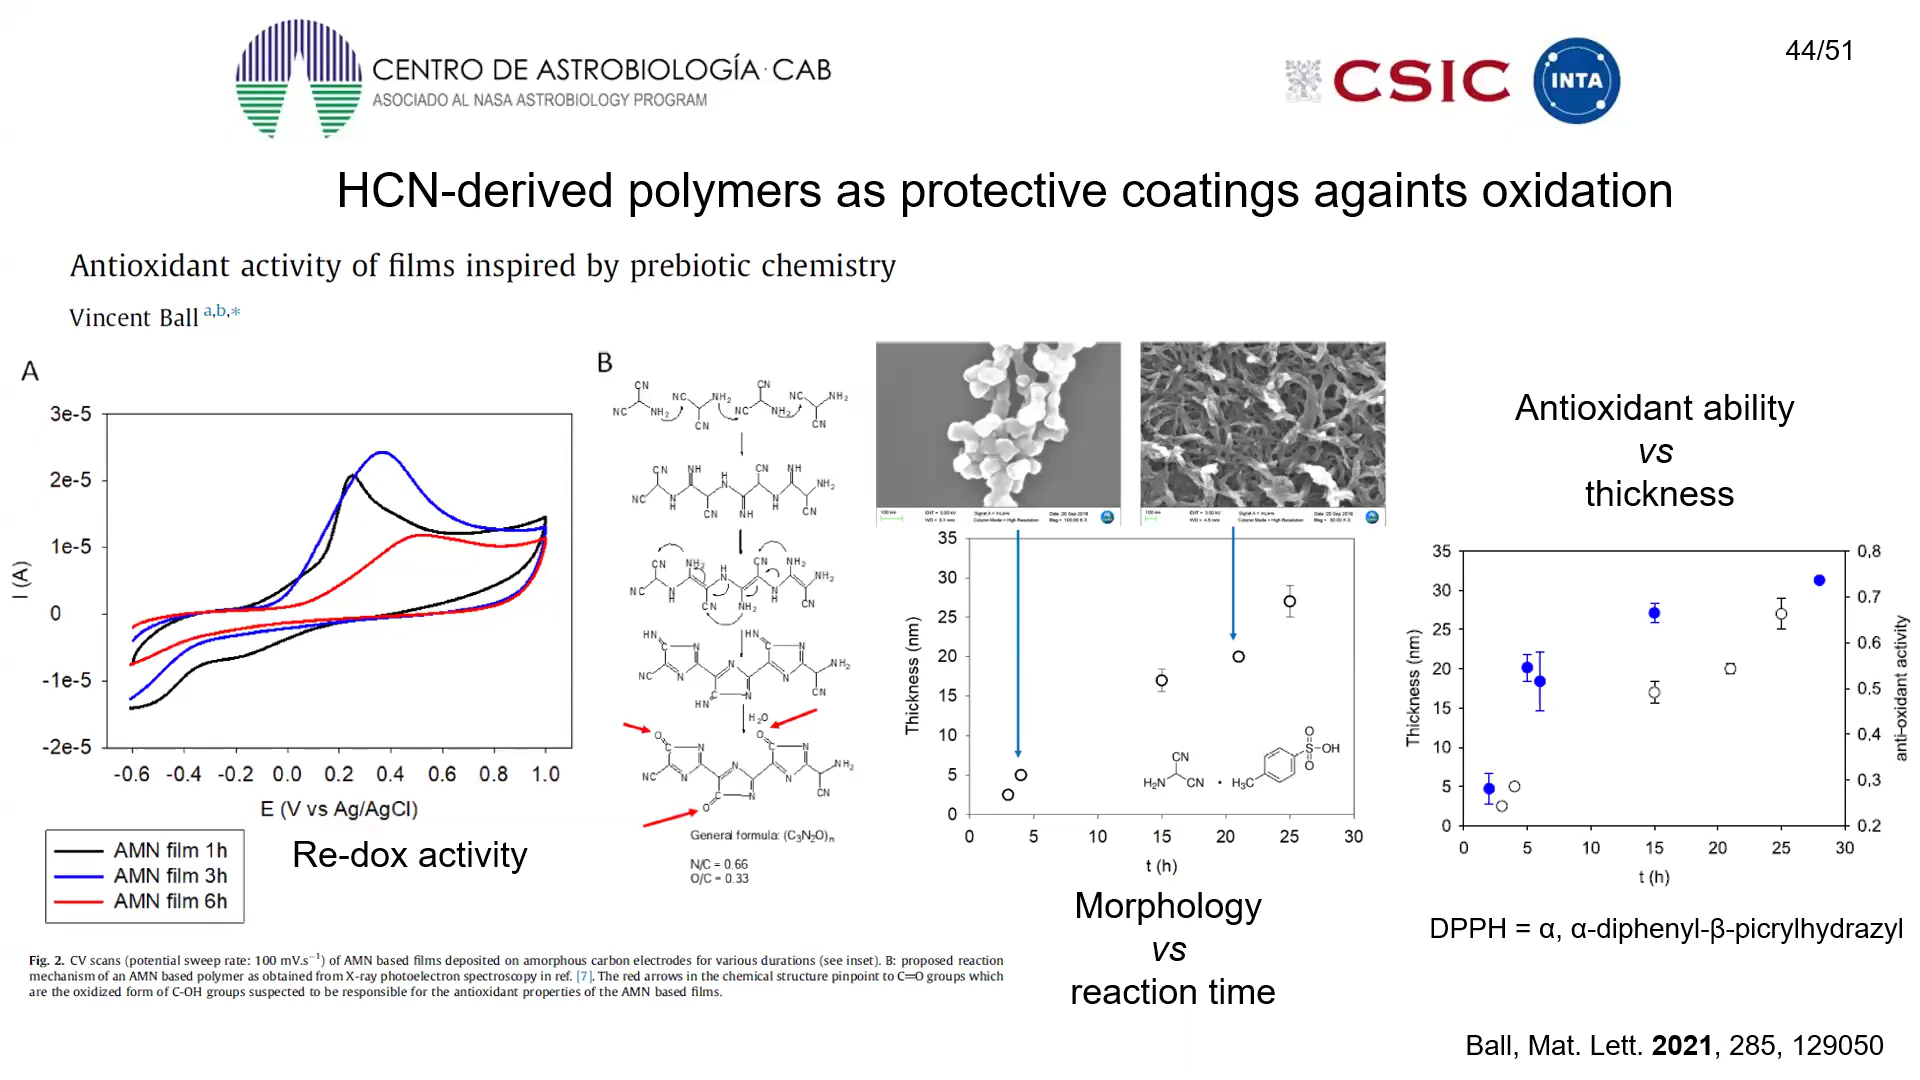 CENTRO DE ASTROBIOLOGÍA · CAB
ASOCIADO AL NASA ASTROBIOLOGY PROGRAM
CSIC
INTA
44/51
HCN-derived polymers as protective coatings againts oxidation
Antioxidant activity of films inspired by prebiotic chemistry
Vincent Ball a,b,*
A
3e-5
2e-5
1e-5
0
-1e-5
-2e-5
I (A)
-0.6 -0.4 -0.2 0.0 0.2 0.4 0.6 0.8 1.0
E (V vs Ag/AgCl)
AMN film 1h
AMN film 3h
AMN film 6h
Re-dox activity
B
H₂O
General formula: (C₃N₂O)ₙ
N/C = 0.66
O/C = 0.33
35
30
25
20
15
10
5
0
Thickness (nm)
0 5 10 15 20 25 30
t (h)
H₂N CN CN
H₃C S O O OH
Morphology
vs
reaction time
Antioxidant ability
vs
thickness
35
30
25
20
15
10
5
0
Thickness (nm)
0,8
0,7
0,6
0,5
0,4
0,3
0,2
anti-oxidant activity
0 5 10 15 20 25 30
t (h)
DPPH = α, α-diphenyl-β-picrylhydrazyl
Fig. 2. CV scans (potential sweep rate: 100 mV.s⁻¹) of AMN based films deposited on amorphous carbon electrodes for various durations (see inset). B: proposed reaction
mechanism of an AMN based polymer as obtained from X-ray photoelectron spectroscopy in ref. [7]. The red arrows in the chemical structure pinpoint to C=O groups which
are the oxidized form of C-OH groups suspected to be responsible for the antioxidant properties of the AMN based films.
Ball, Mat. Lett. 2021, 285, 129050